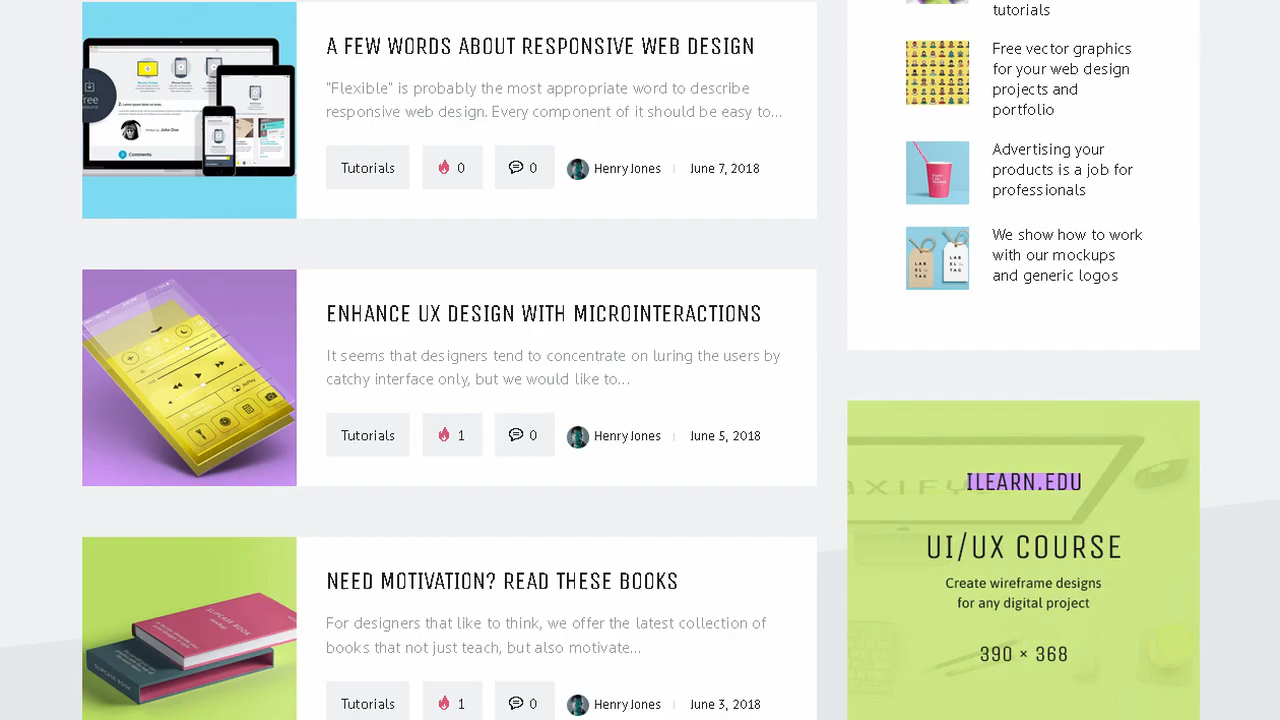 A FEW WORDS ABOUT RESPONSIVE WEB DESIGN
"Flexible" is probably the most appropriate word to describe
responsive web design. Every component of it should be easy to...
Tutorials 0 0 Henry Jones June 7, 2018
ENHANCE UX DESIGN WITH MICROINTERACTIONS
It seems that designers tend to concentrate on luring the users by
catchy interface only, but we would like to...
Tutorials 1 0 Henry Jones June 5, 2018
SLIPCASE BOOK
SLIPCASE BOOK
NEED MOTIVATION? READ THESE BOOKS
For designers that like to think, we offer the latest collection of
books that not just teach, but also motivate...
Tutorials 1 0 Henry Jones June 3, 2018
tutorials
Free vector graphics
for your web design
projects and
portfolio
Advertising your
products is a job for
professionals
We show how to work
with our mockups
and generic logos
ILEARN.EDU
UI/UX COURSE
Create wireframe designs
for any digital project
390 × 368